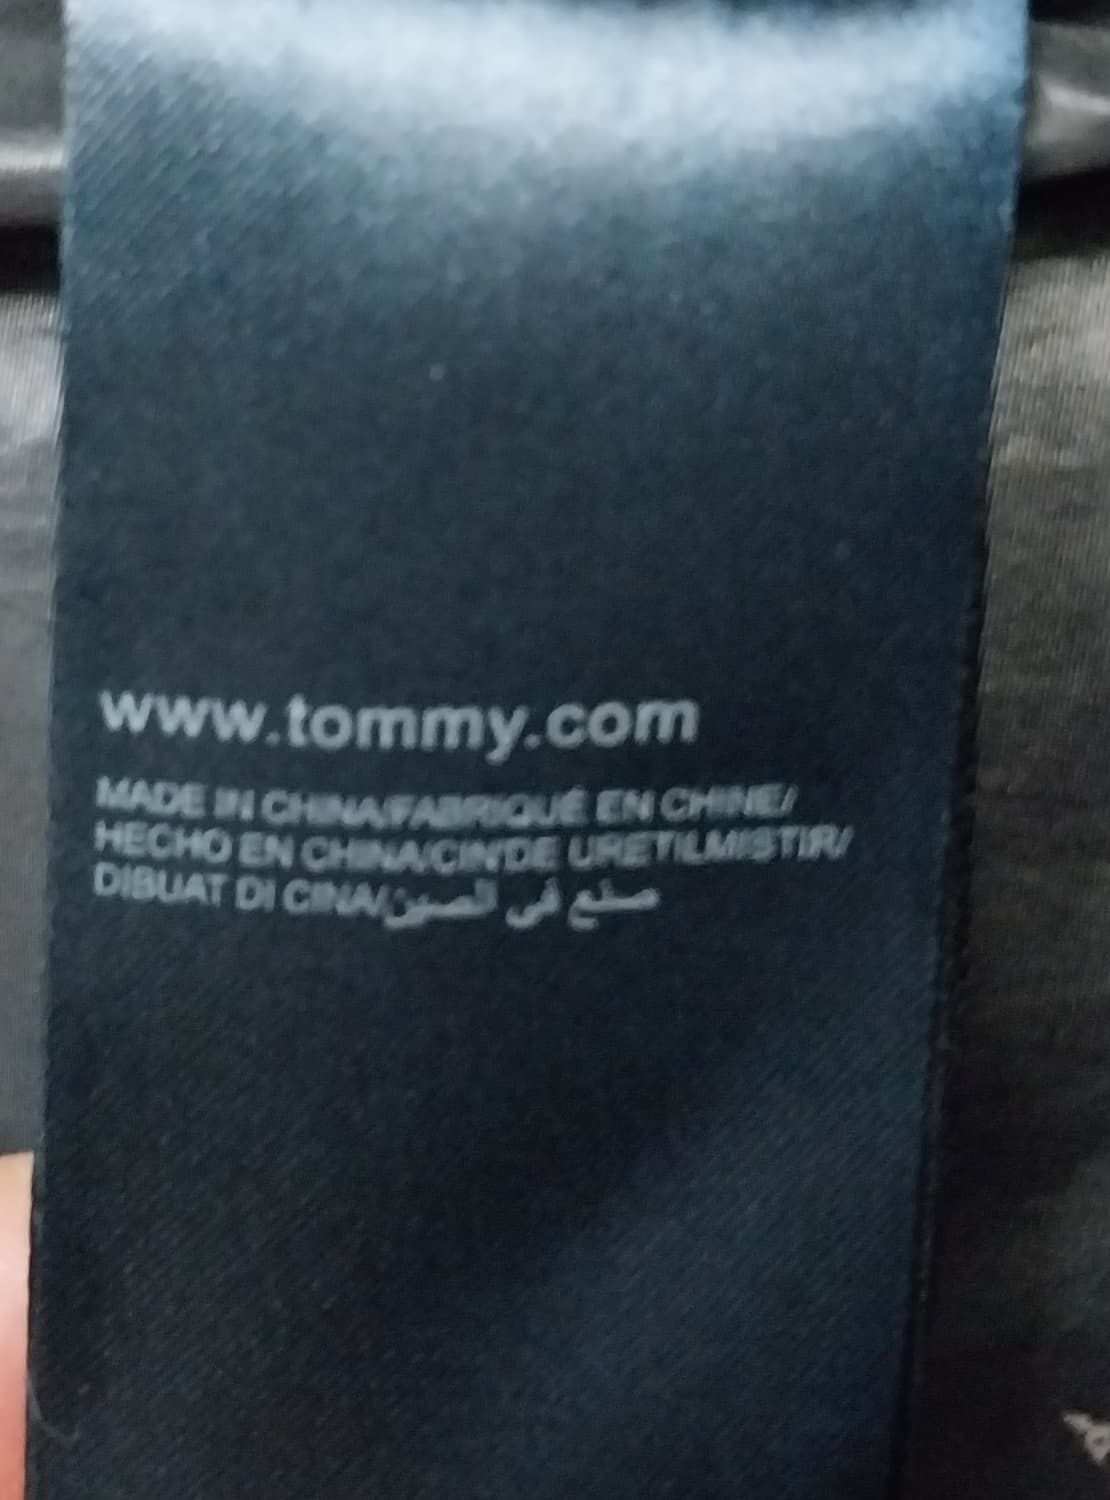 www.tommy.com
MADE IN CHINA/FABRIQUÉ EN CHINE/
HECHO EN CHINA/CIN'DE URETILMISTIR/
DIBUAT DI CINA/صنع في الصين